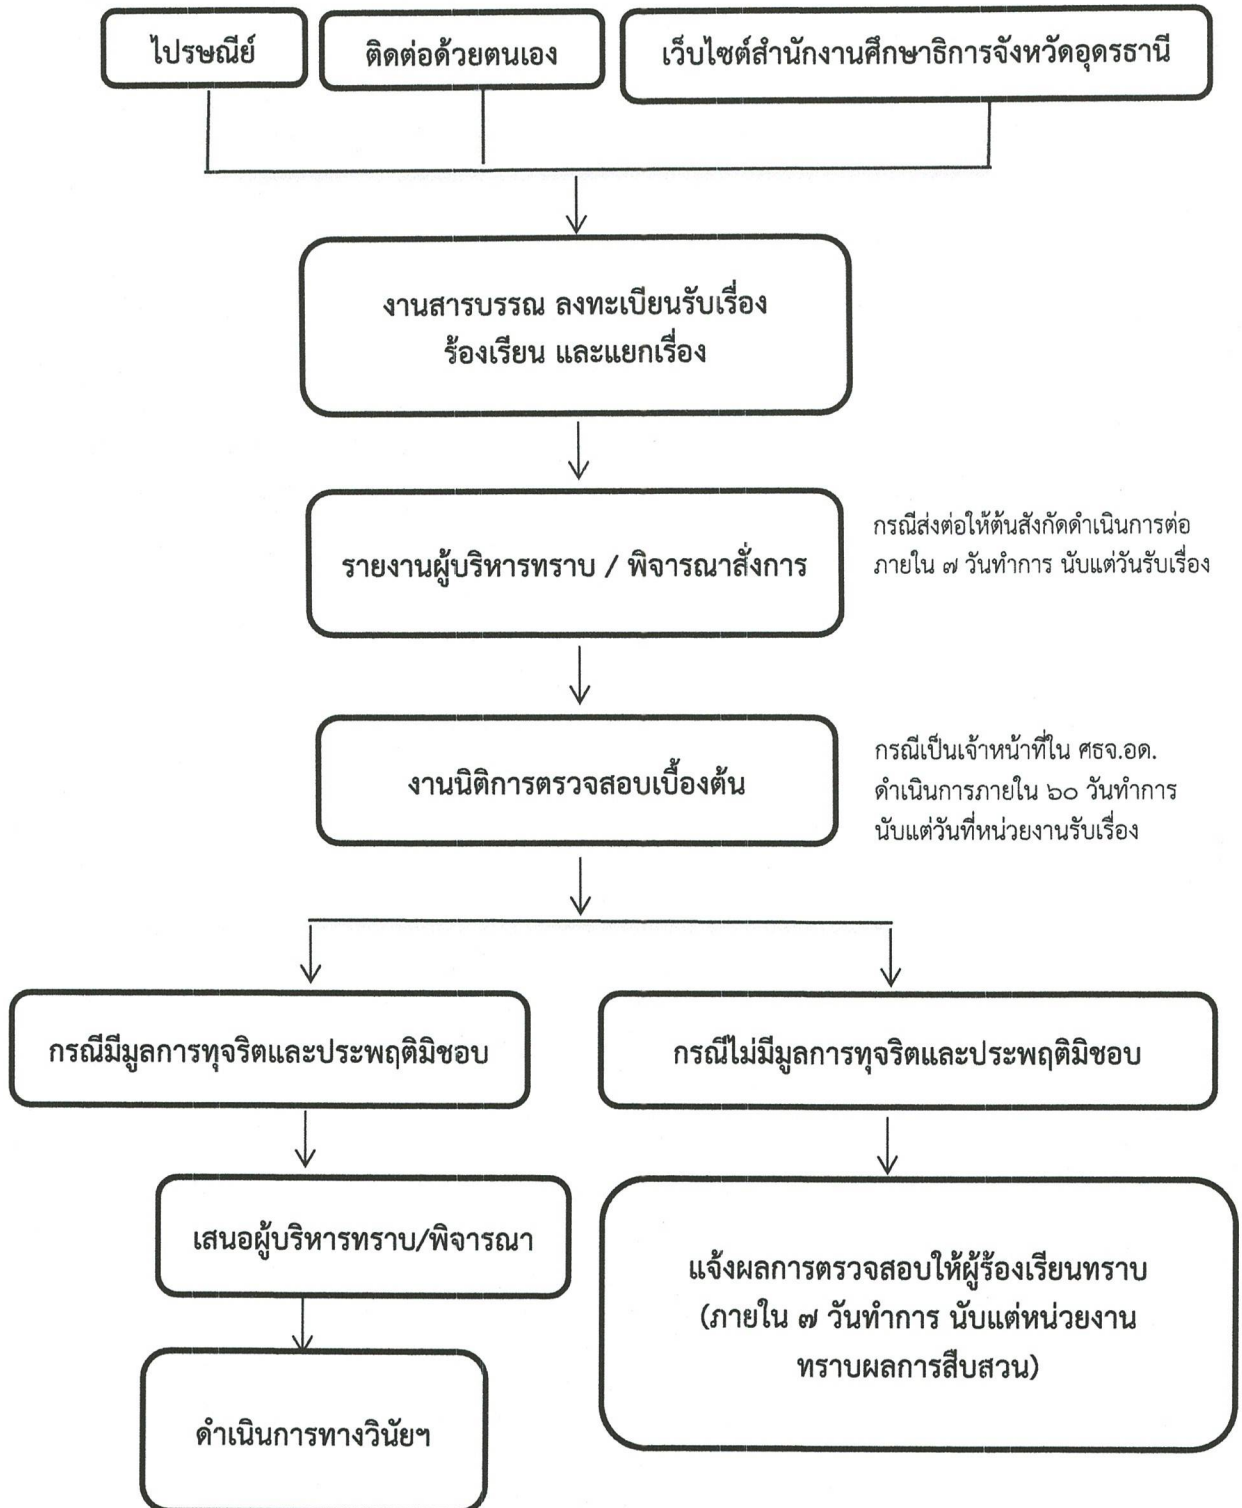 ไปรษณีย์
ติดต่อด้วยตนเอง
เว็บไซต์สำนักงานศึกษาธิการจังหวัดอุดรธานี
งานสารบรรณ ลงทะเบียนรับเรื่อง
ร้องเรียน และแยกเรื่อง
รายงานผู้บริหารทราบ / พิจารณาสั่งการ
กรณีส่งต่อให้ต้นสังกัดดำเนินการต่อ
ภายใน ๗ วันทำการ นับแต่วันรับเรื่อง
งานนิติการตรวจสอบเบื้องต้น
กรณีเป็นเจ้าหน้าที่ใน ศธจ.อด.
ดำเนินการภายใน ๖๐ วันทำการ
นับแต่วันที่หน่วยงานรับเรื่อง
กรณีมีมูลการทุจริตและประพฤติมิชอบ
กรณีไม่มีมูลการทุจริตและประพฤติมิชอบ
เสนอผู้บริหารทราบ/พิจารณา
แจ้งผลการตรวจสอบให้ผู้ร้องเรียนทราบ
(ภายใน ๗ วันทำการ นับแต่หน่วยงาน
ทราบผลการสืบสวน)
ดำเนินการทางวินัยฯ